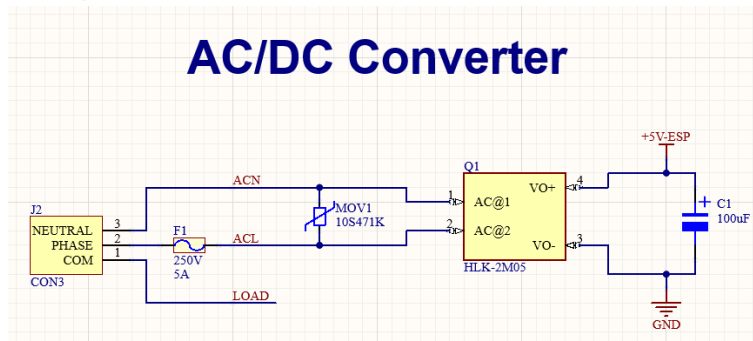 AC/DC Converter
+5V-ESP
Q1
ACN
1
AC@1
VO+
4
J2
MOV1
10S471K
C1
100uF
NEUTRAL
3
F1
2
AC@2
PHASE
2
ACL
VO-
3
COM
1
250V
5A
HLK-2M05
CON3
LOAD
GND